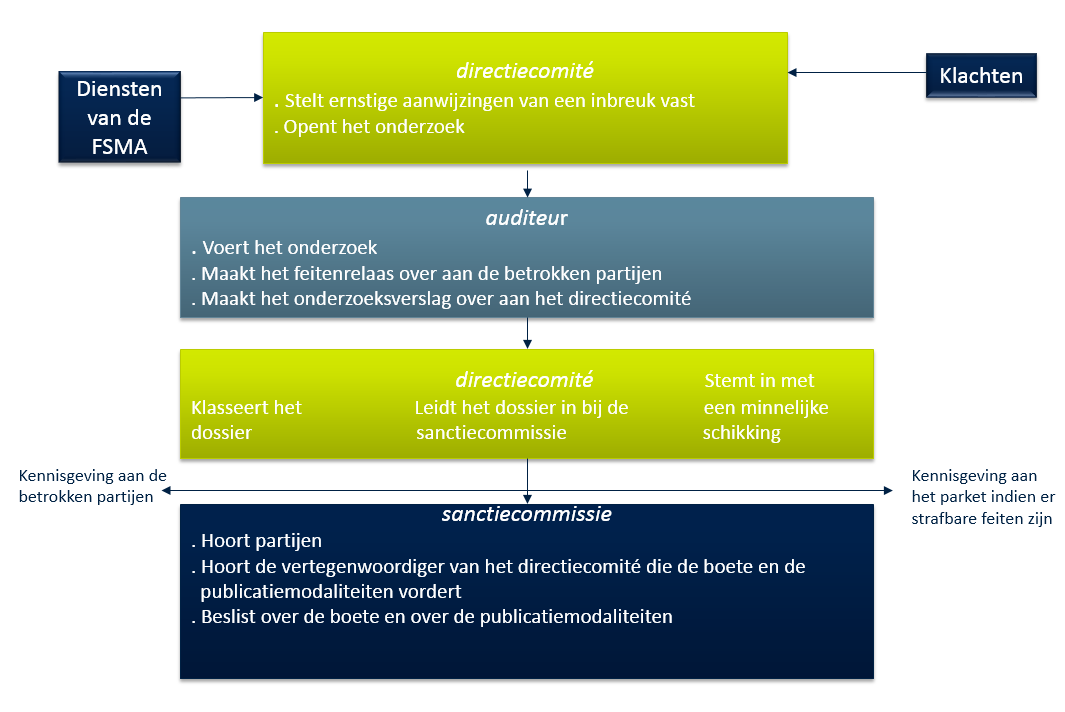 directiecomité
. Stelt ernstige aanwijzingen van een inbreuk vast
. Opent het onderzoek
Diensten
van de
FSMA
Klachten
auditeur
. Voert het onderzoek
. Maakt het feitenrelaas over aan de betrokken partijen
. Maakt het onderzoeksverslag over aan het directiecomité
directiecomité
Klasseert het
dossier
Leidt het dossier in bij de
sanctiecommissie
Stemt in met
een minnelijke
schikking
Kennisgeving aan de
betrokken partijen
Kennisgeving aan
het parket indien er
strafbare feiten zijn
sanctiecommissie
. Hoort partijen
. Hoort de vertegenwoordiger van het directiecomité die de boete en de
publicatiemodaliteiten vordert
. Beslist over de boete en over de publicatiemodaliteiten